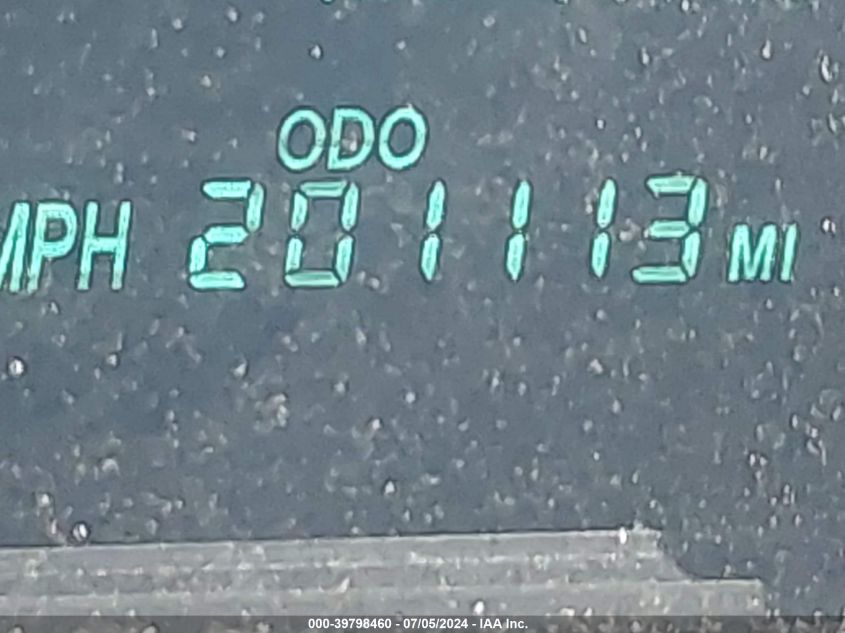 ODO
MPH 201113 MI
000-39798460 - 07/05/2024 - IAA Inc.